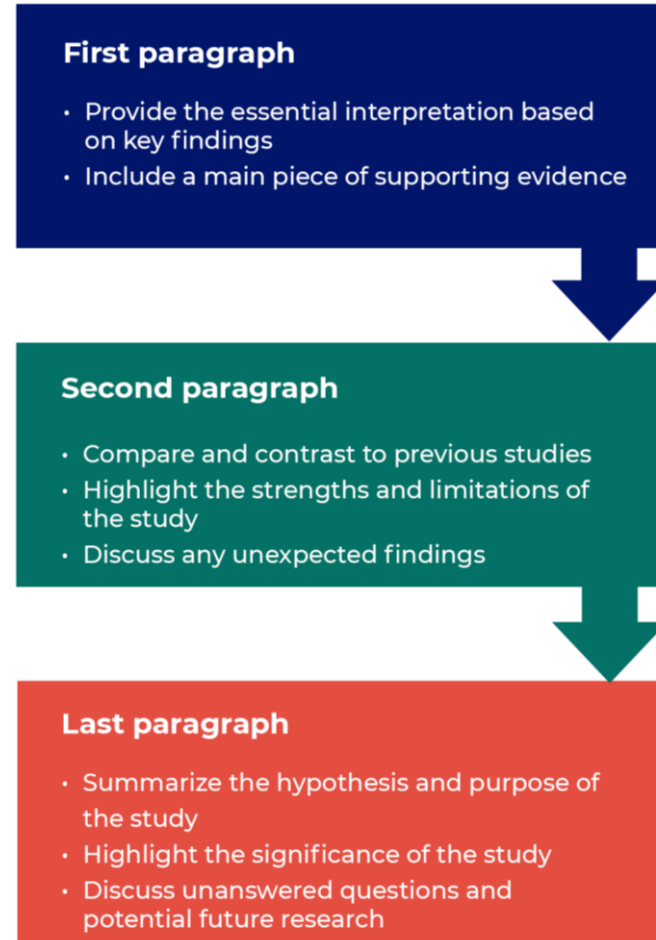 First paragraph
• Provide the essential interpretation based
on key findings
• Include a main piece of supporting evidence
Second paragraph
• Compare and contrast to previous studies
• Highlight the strengths and limitations of
the study
• Discuss any unexpected findings
Last paragraph
• Summarize the hypothesis and purpose of
the study
• Highlight the significance of the study
• Discuss unanswered questions and
potential future research